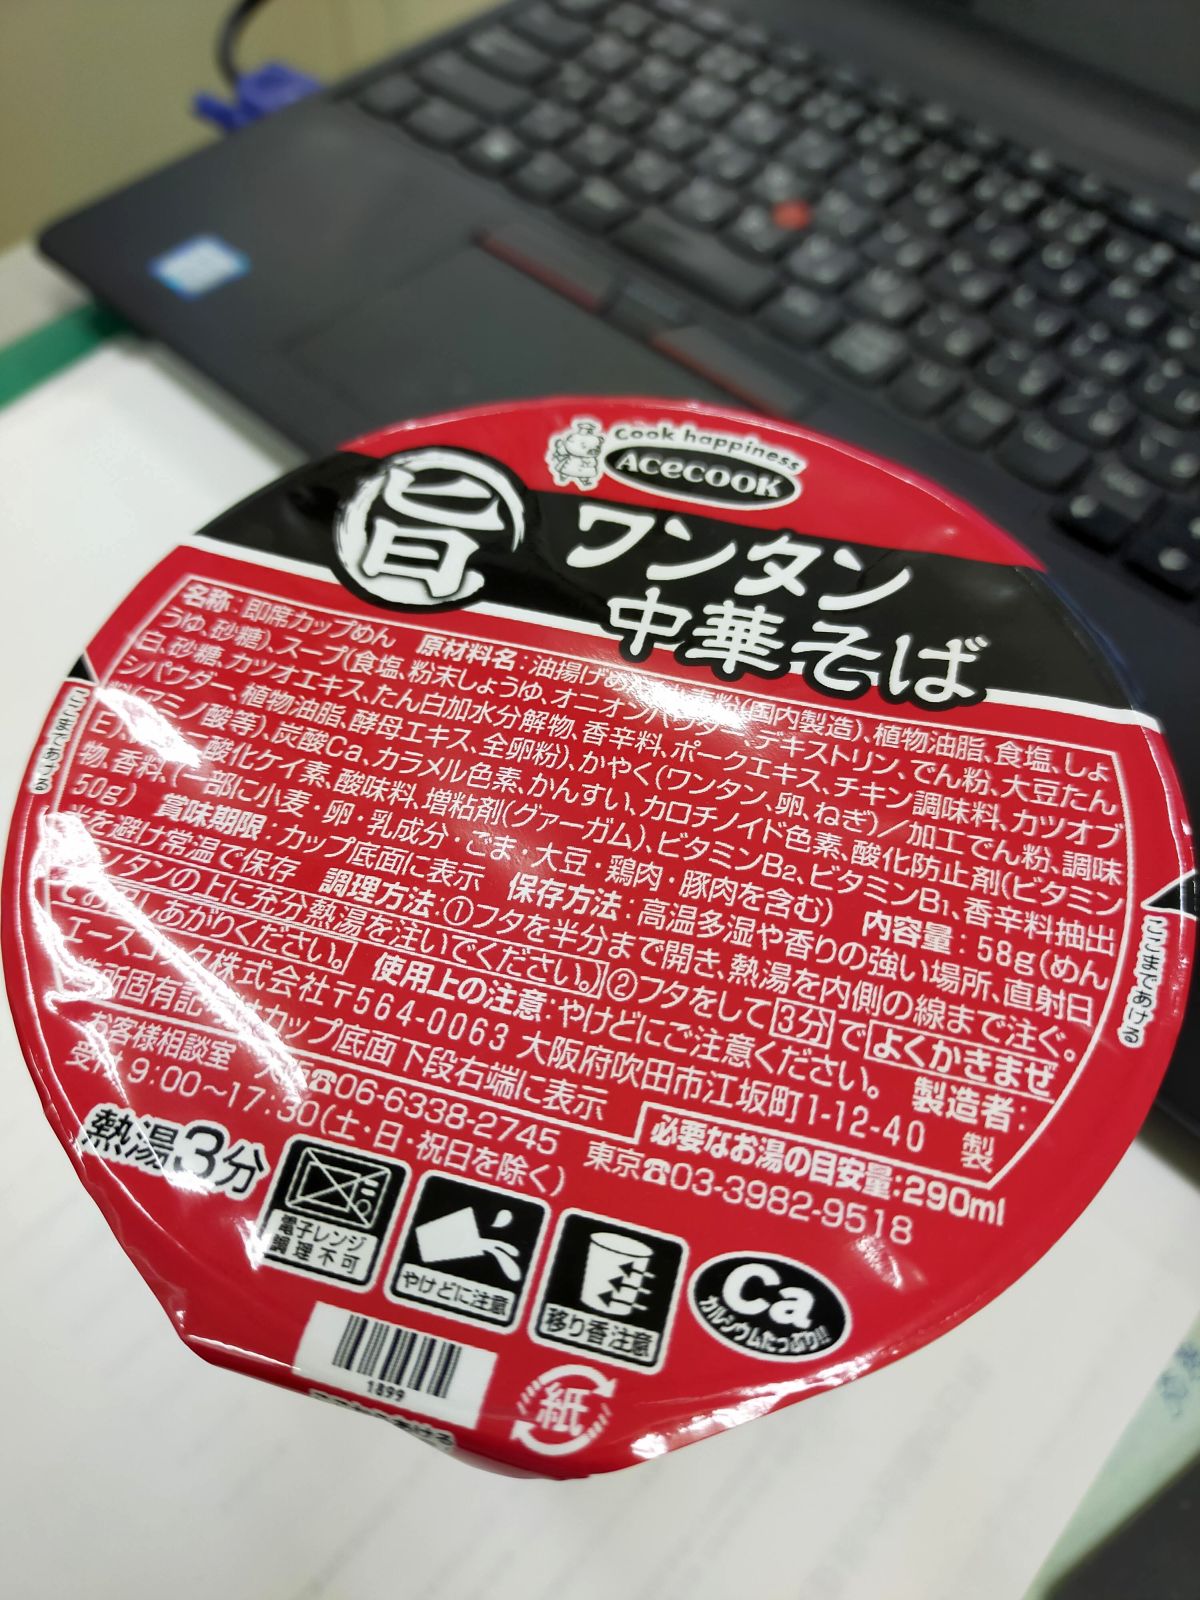 Cook happiness
Acecook
旨
ワンタン
中華そば
名称:即席カップめん 原材料名:油揚げめん(小麦粉(国内製造)、植物油脂、食塩、しょ
うゆ、砂糖)、スープ(食塩、粉末しょうゆ、オニオンパウダー、デキストリン、でん粉、大豆たん
白、砂糖、カツオエキス、たん白加水分解物、香辛料、ポークエキス、チキン調味料、カツオブ
シパウダー、植物油脂、酵母エキス、全卵粉)、かやく(ワンタン、卵、ねぎ)/加工でん粉、調味
料(アミノ酸等)、炭酸Ca、カラメル色素、かんすい、カロチノイド色素、酸化防止剤(ビタミン
E)、酸化ケイ素、酸味料、増粘剤(グァーガム)、ビタミンB2、ビタミンB1、香辛料抽出
物、香料、(一部に小麦・卵・乳成分・ごま・大豆・鶏肉・豚肉を含む) 内容量:58g(めん
50g) 賞味期限:カップ底面に表示 保存方法:高温多湿や香りの強い場所、直射日
光を避け常温で保存 調理方法:①フタを半分まで開き、熱湯を内側の線まで注ぐ。
ワンタンの上に充分熱湯を注いでください。②フタをして3分でよくかきまぜ
てお召しあがりください。 使用上の注意:やけどにご注意ください。 製造者:
エースコック株式会社〒564-0063 大阪府吹田市江坂町1-12-40 製
造所固有記号はカップ底面下段右端に表示
必要なお湯の目安量:290ml
お客様相談室 大阪☎06-6338-2745 東京☎03-3982-9518
受付 9:00～17:30(土・日・祝日を除く)
熱湯3分
電子レンジ
調理不可
やけどに注意
移り香注意
Ca
カルシウムたっぷり!!
1899
紙
ここまであける
ここまであける